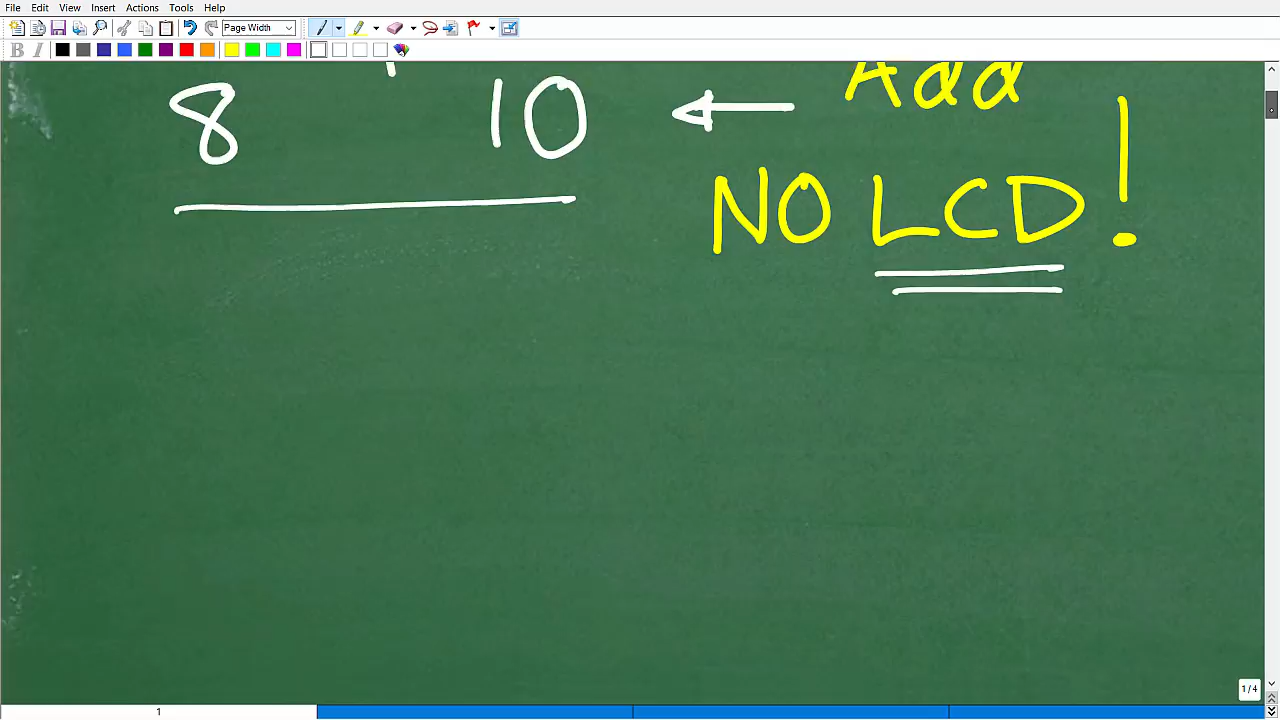 File Edit View Insert Actions Tools Help
Page Width
B I
Add
8 10
NO LCD!
1/4
1